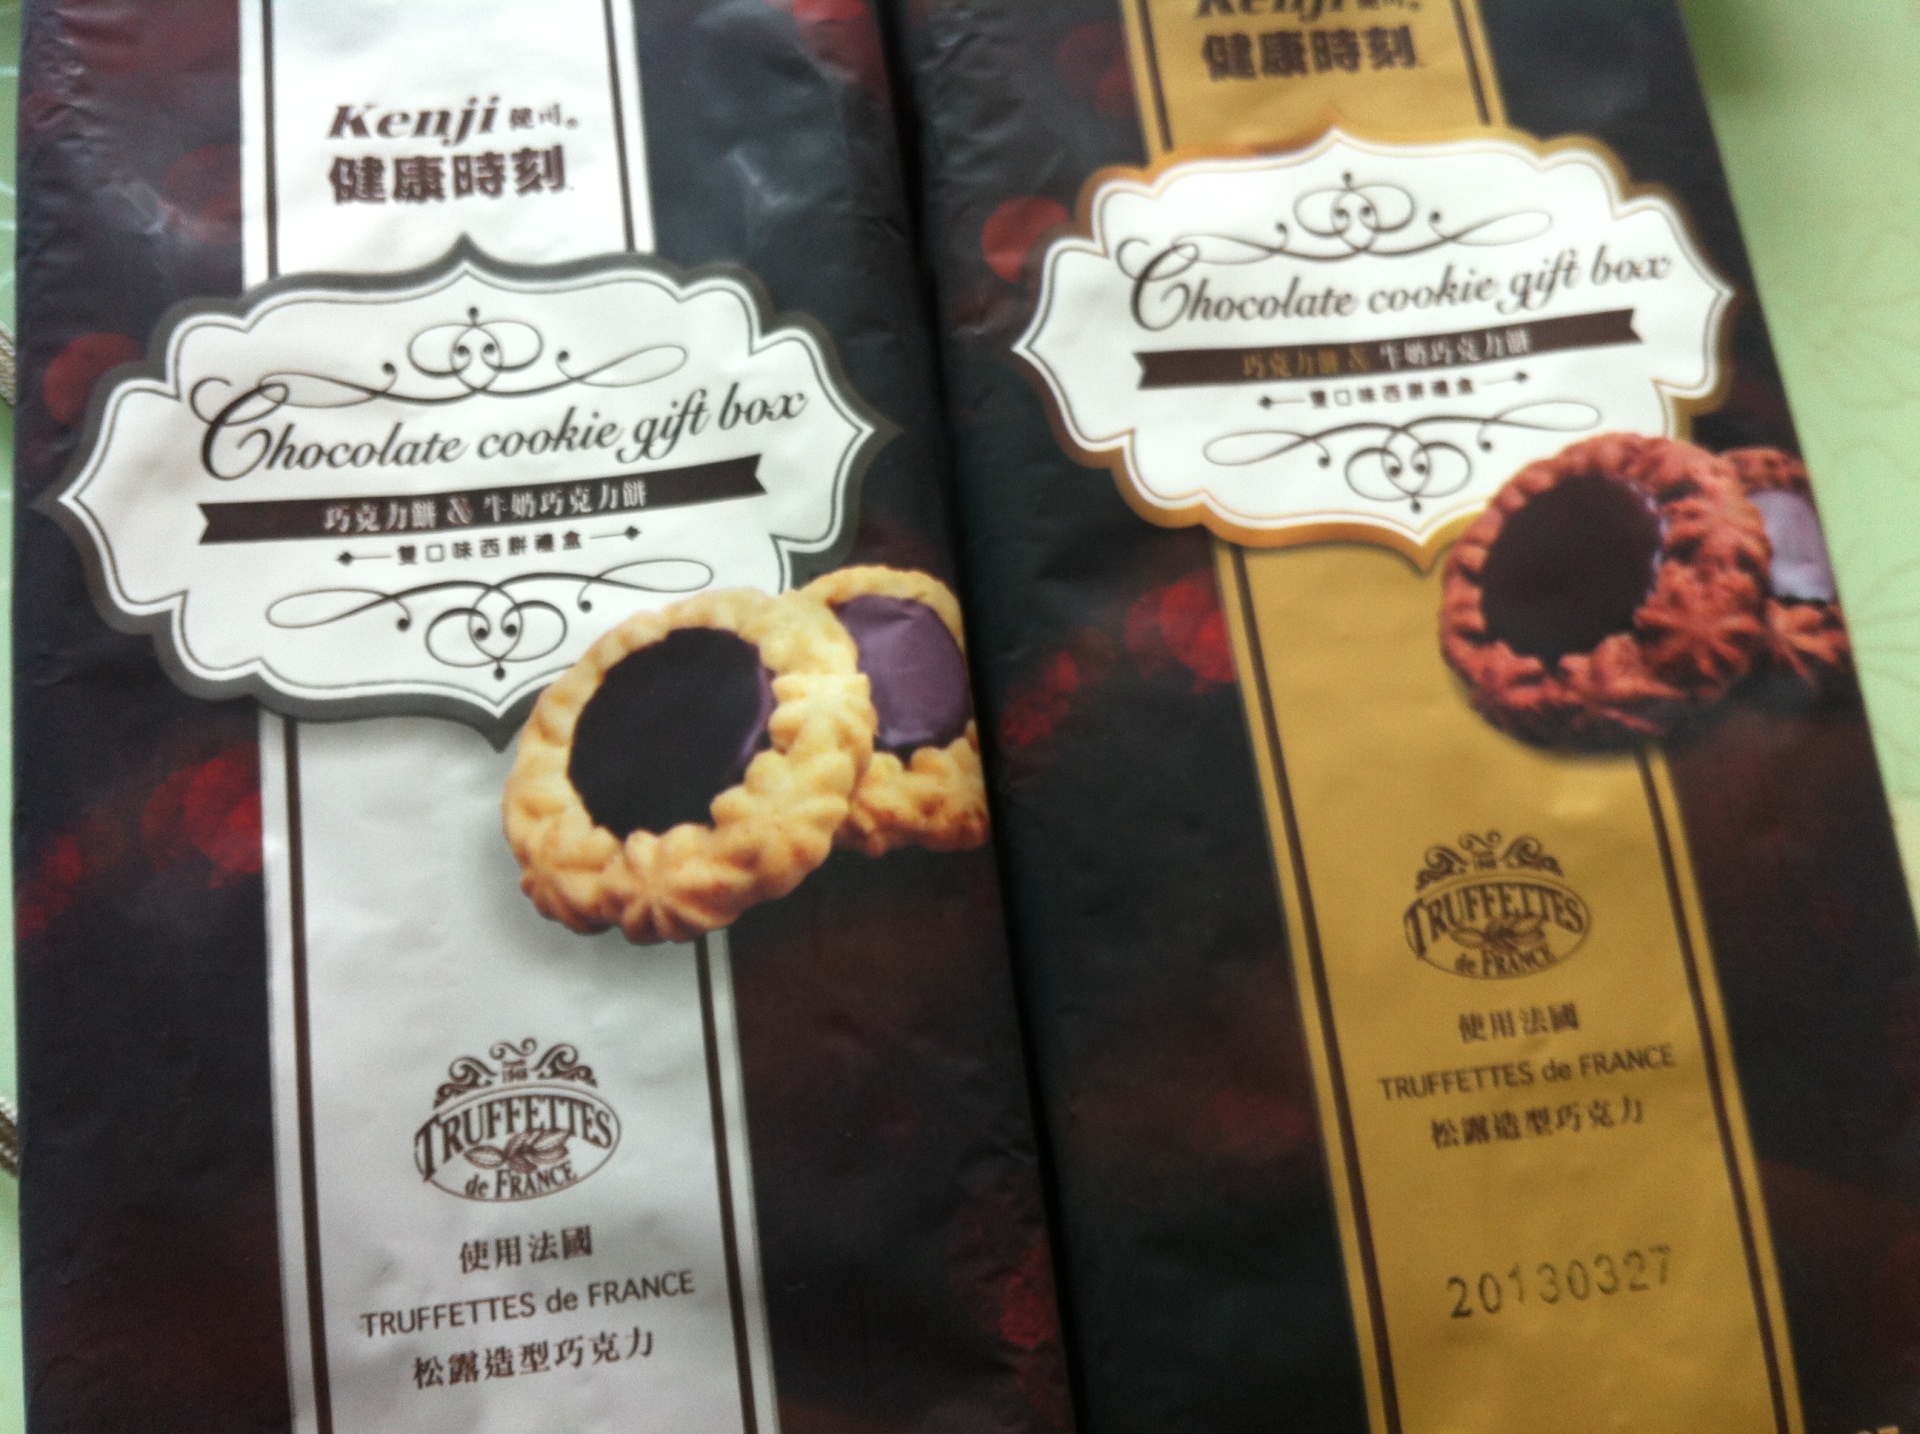 Kenji 健司®
健康時刻
Chocolate cookie gift box
巧克力餅 & 牛奶巧克力餅
雙口味西餅禮盒
1948
TRUFFETTES
de FRANCE
使用法國
TRUFFETTES de FRANCE
松露造型巧克力
Kenji 健司®
健康時刻
Chocolate cookie gift box
巧克力餅 & 牛奶巧克力餅
雙口味西餅禮盒
TRUFFETTES
de FRANCE
使用法國
TRUFFETTES de FRANCE
松露造型巧克力
20130327